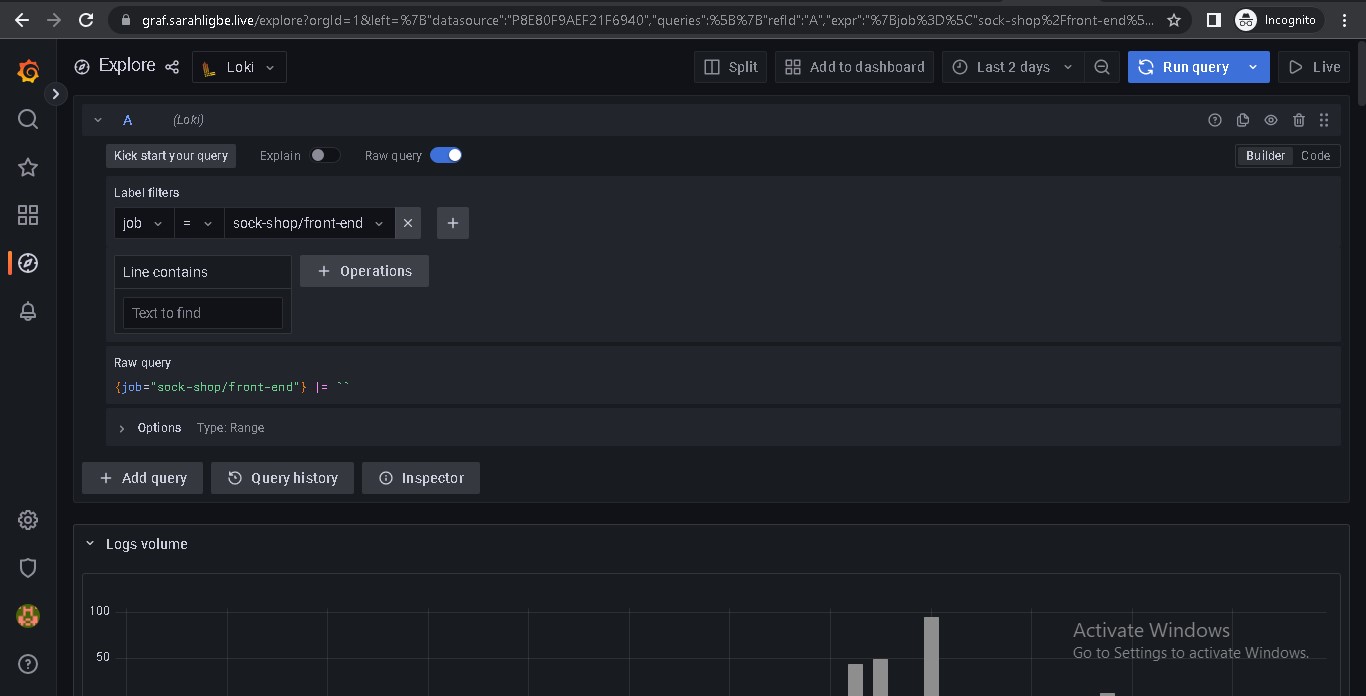 graf.sarahligbe.live/explore?orgId=1&left=%7B"datasource":"P8E80F9AEF21F6940","queries":%5B%7B"refId":"A","expr":"%7Bjob%3D%5C"sock-shop%2Ffront-end%5...
Incognito
Explore
Loki
Split
Add to dashboard
Last 2 days
Run query
Live
A
(Loki)
Kick start your query
Explain
Raw query
Builder
Code
Label filters
job
=
sock-shop/front-end
Line contains
+ Operations
Text to find
Raw query
{job="sock-shop/front-end"} |= ``
Options
Type: Range
+ Add query
Query history
Inspector
Logs volume
100
50
Activate Windows
Go to Settings to activate Windows.